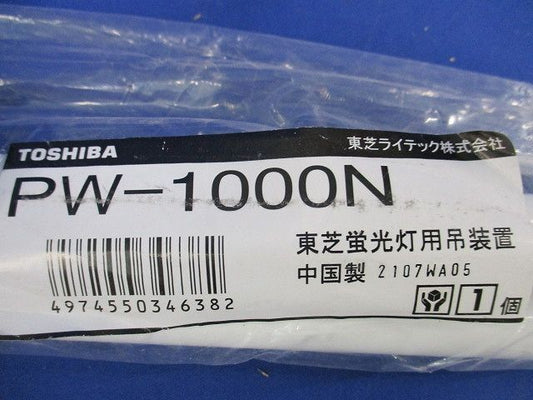 TOSHIBA 東芝ライテック株式会社
PW-1000N
東芝蛍光灯用吊装置
中国製 2107WA05
4974550346382
1 個